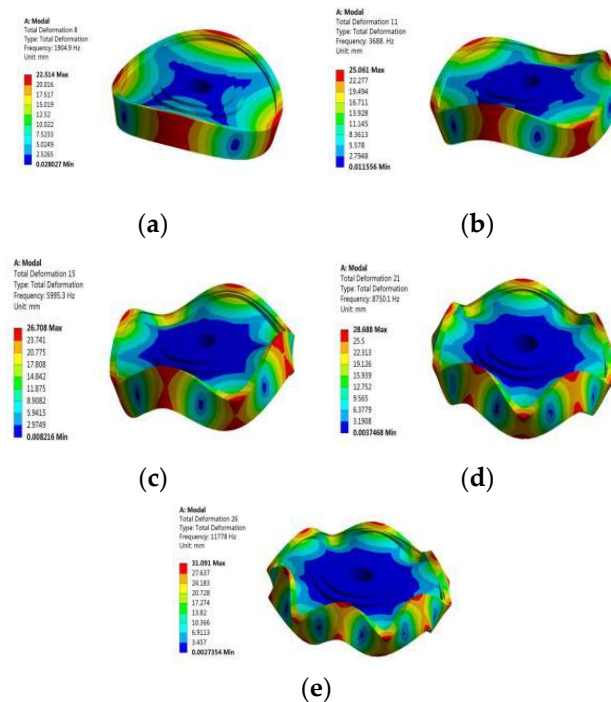 A: Modal
Total Deformation 8
Type: Total Deformation
Frequency: 1904.9 Hz
Unit: mm
22.514 Max
20.016
17.517
15.019
12.52
10.022
7.5233
5.0249
2.5265
0.028027 Min
(a)
A: Modal
Total Deformation 11
Type: Total Deformation
Frequency: 3688. Hz
Unit: mm
25.061 Max
22.277
19.494
16.711
13.928
11.145
8.3613
5.578
2.7948
0.011556 Min
(b)
A: Modal
Total Deformation 15
Type: Total Deformation
Frequency: 5995.3 Hz
Unit: mm
26.708 Max
23.741
20.775
17.808
14.842
11.875
8.9082
5.9415
2.9749
0.008216 Min
(c)
A: Modal
Total Deformation 21
Type: Total Deformation
Frequency: 8750.1 Hz
Unit: mm
28.688 Max
25.5
22.313
19.126
15.939
12.752
9.565
6.3779
3.1908
0.0037468 Min
(d)
A: Modal
Total Deformation 26
Type: Total Deformation
Frequency: 11778 Hz
Unit: mm
31.091 Max
27.637
24.183
20.728
17.274
13.82
10.366
6.9113
3.457
0.0027354 Min
(e)